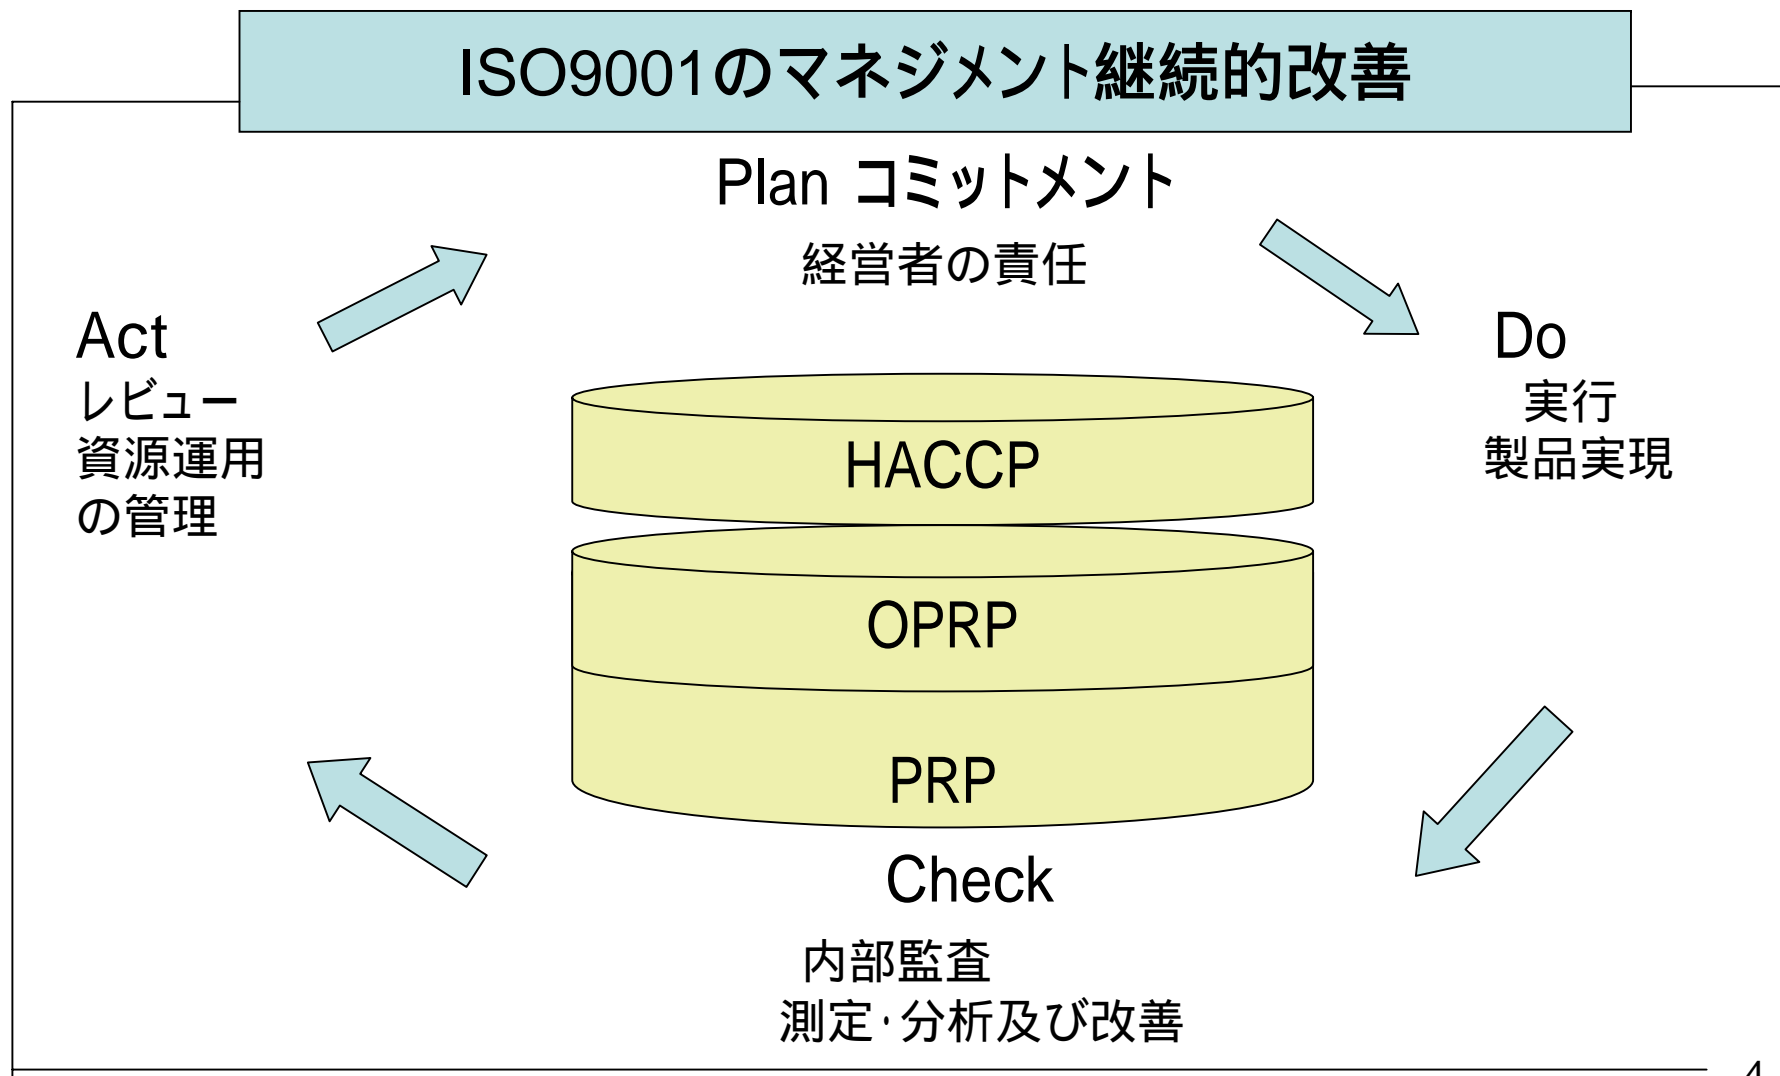 ISO9001のマネジメント継続的改善
Plan コミットメント
経営者の責任
Act
レビュー
資源運用
の管理
Do
実行
製品実現
HACCP
OPRP
PRP
Check
内部監査
測定·分析及び改善
4